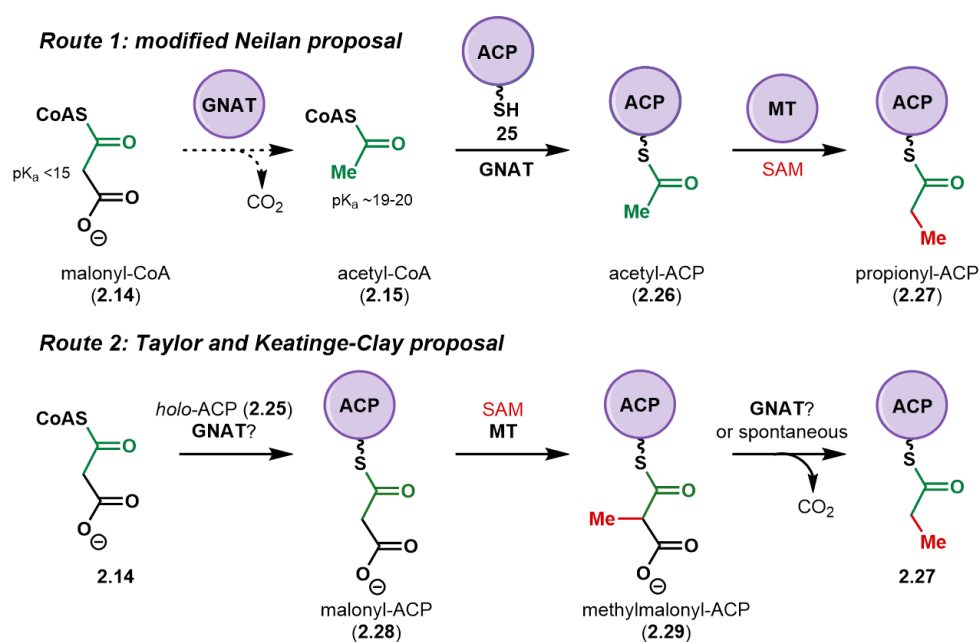 Route 1: modified Neilan proposal
ACP
SH
25
GNAT
CoAS
O
pKₐ <15
O
O
⊖
malonyl-CoA
(2.14)
GNAT
CO₂
CoAS
O
Me
pKₐ ~19-20
acetyl-CoA
(2.15)
ACP
S
O
Me
acetyl-ACP
(2.26)
MT
SAM
ACP
S
O
Me
propionyl-ACP
(2.27)
Route 2: Taylor and Keatinge-Clay proposal
CoAS
O
O
O
⊖
2.14
holo-ACP (2.25)
GNAT?
ACP
S
O
O
O
⊖
malonyl-ACP
(2.28)
SAM
MT
ACP
S
O
Me
O
O
⊖
methylmalonyl-ACP
(2.29)
GNAT?
or spontaneous
CO₂
ACP
S
O
Me
2.27